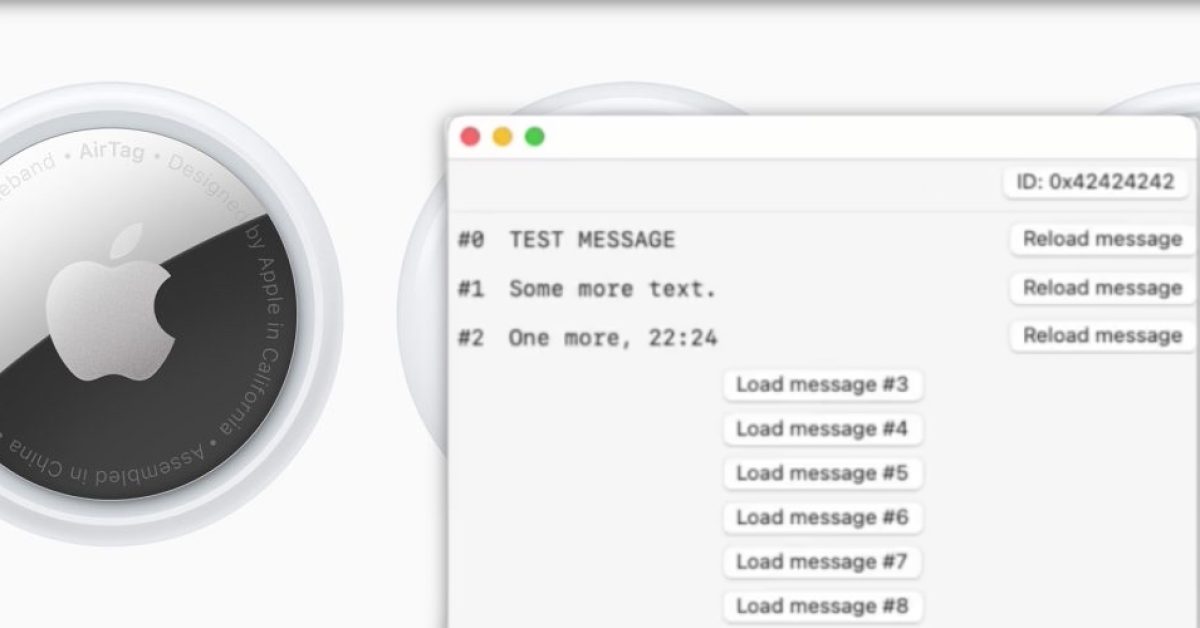 eband • AirTag • Designed by Apple in California • Assembled in China •
ID: 0x42424242
#0 TEST MESSAGE
Reload message
#1 Some more text.
Reload message
#2 One more, 22:24
Reload message
Load message #3
Load message #4
Load message #5
Load message #6
Load message #7
Load message #8